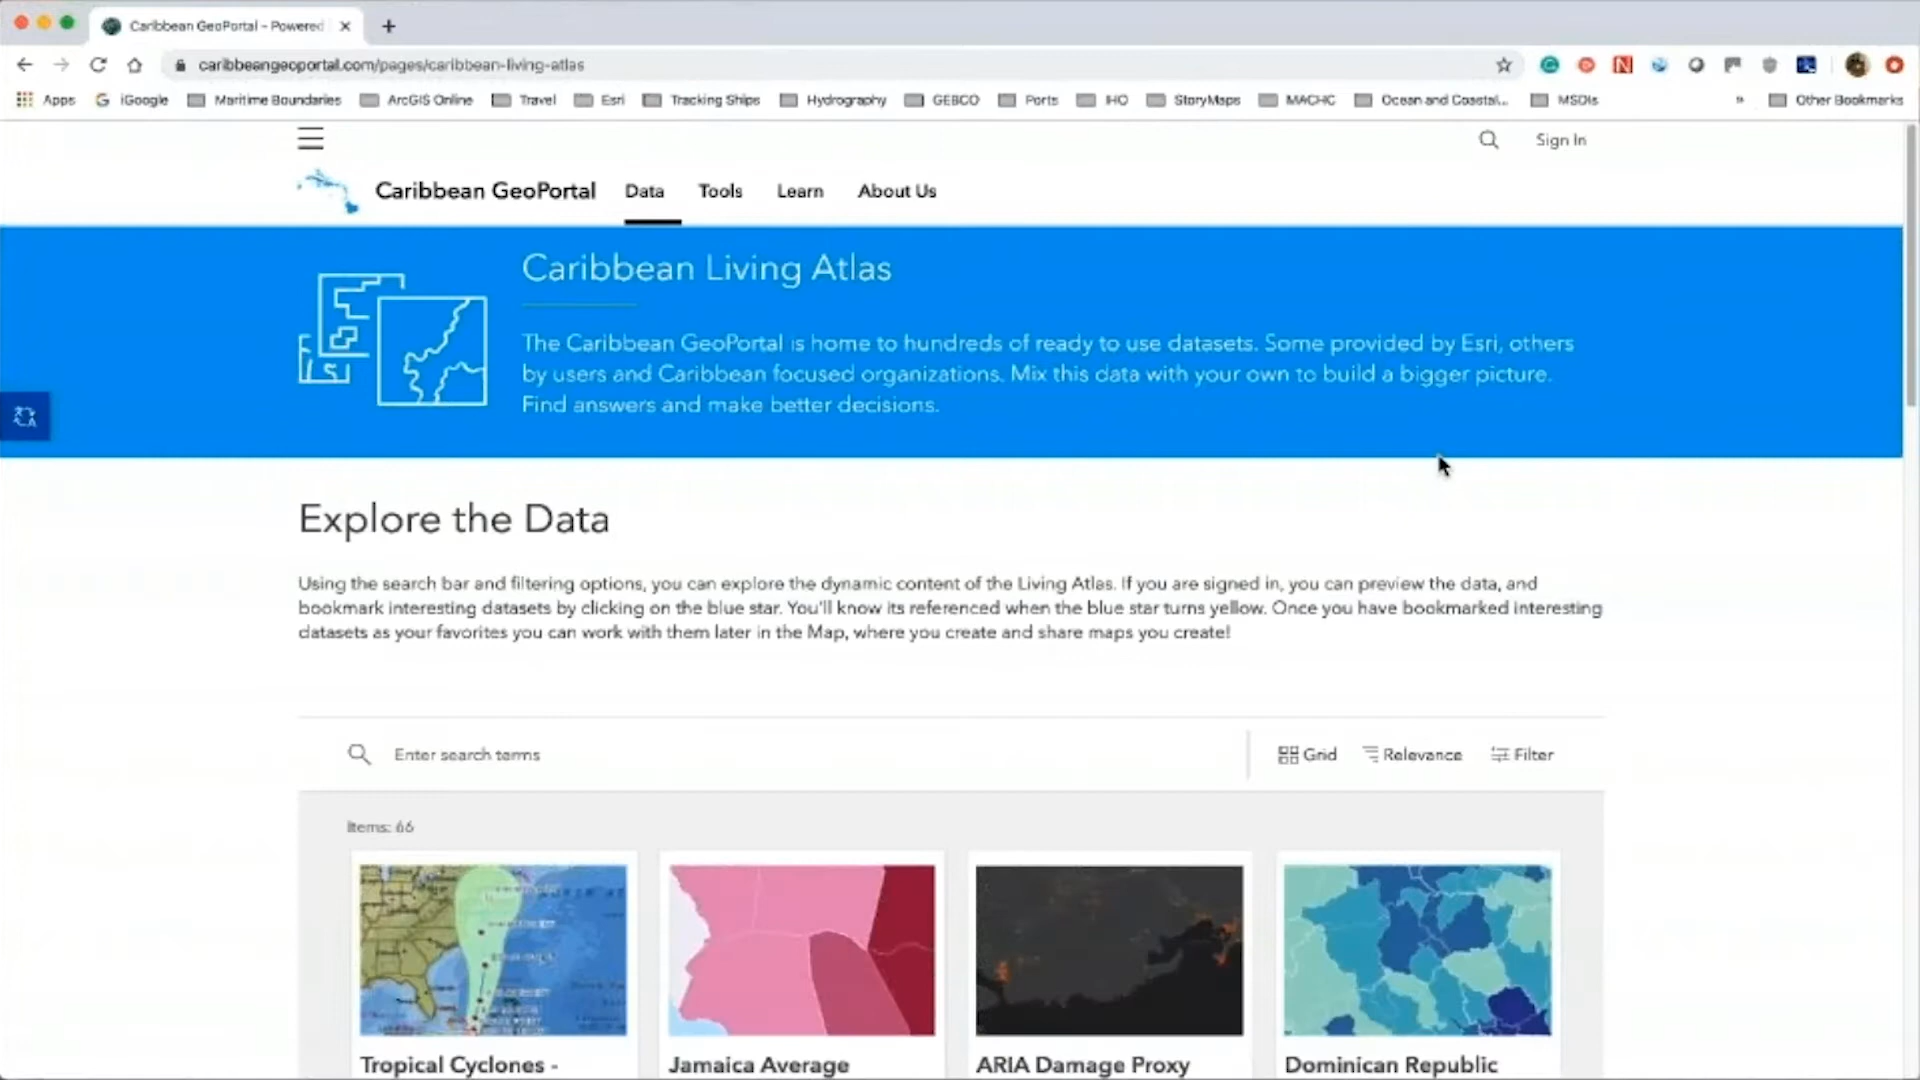 Caribbean GeoPortal - Powered
caribbeangeoportal.com/pages/caribbean-living-atlas
Apps iGoogle Maritime Boundaries ArcGIS Online Travel Esri Tracking Ships Hydrography GEBCO Ports IHO StoryMaps MACHC Ocean and Coastal... MSDIs » Other Bookmarks
Sign In
Caribbean GeoPortal Data Tools Learn About Us
Caribbean Living Atlas
The Caribbean GeoPortal is home to hundreds of ready to use datasets. Some provided by Esri, others
by users and Caribbean focused organizations. Mix this data with your own to build a bigger picture.
Find answers and make better decisions.
Explore the Data
Using the search bar and filtering options, you can explore the dynamic content of the Living Atlas. If you are signed in, you can preview the data, and
bookmark interesting datasets by clicking on the blue star. You'll know its referenced when the blue star turns yellow. Once you have bookmarked interesting
datasets as your favorites you can work with them later in the Map, where you create and share maps you create!
Enter search terms Grid Relevance Filter
Items: 66
Tropical Cyclones - Jamaica Average ARIA Damage Proxy Dominican Republic